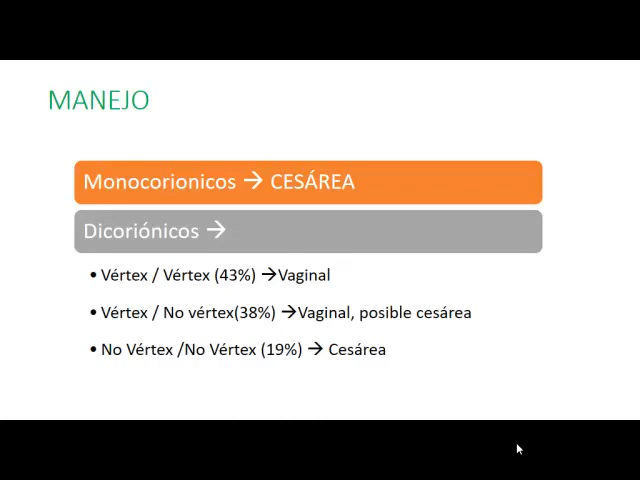 MANEJO
Monocorionicos → CESÁREA
Dicoriónicos →
• Vértex / Vértex (43%) →Vaginal
• Vértex / No vértex(38%) →Vaginal, posible cesárea
• No Vértex /No Vértex (19%) → Cesárea